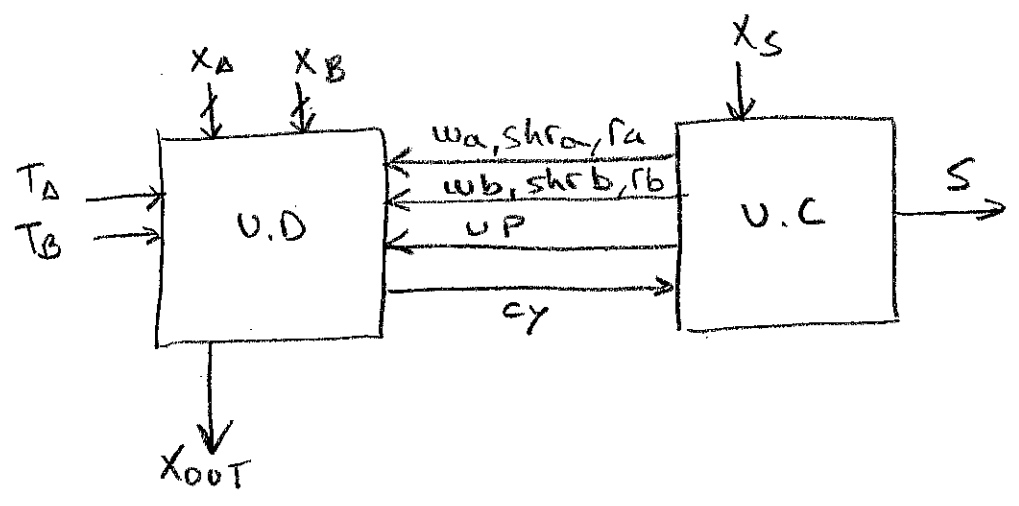 XS
XA XB
wa, shra, ra
TA
wb, shrb, rb
S
U.D
U.C
TB
UP
cy
XOUT